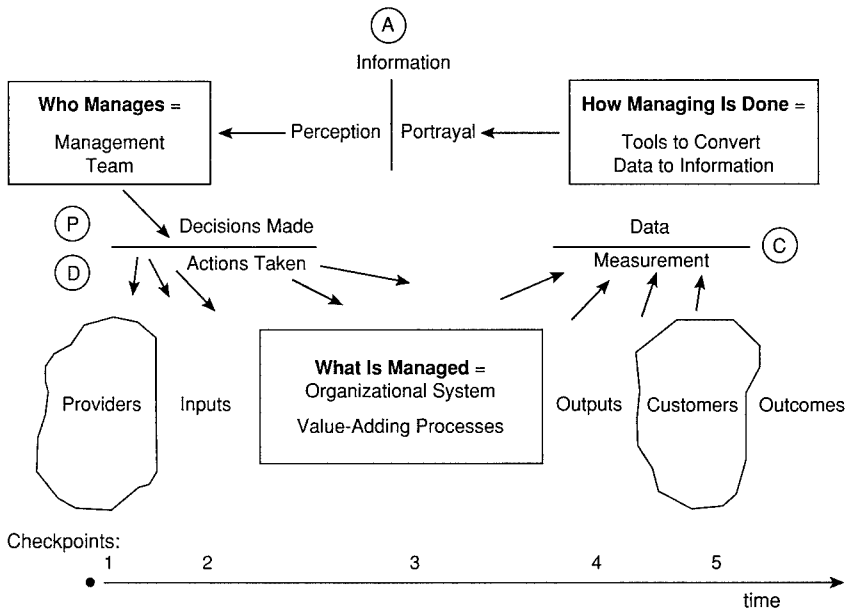 A
Information
Who Manages =
Management
Team
Perception
Portrayal
How Managing Is Done =
Tools to Convert
Data to Information
P
Decisions Made
D
Actions Taken
Data
Measurement
C
Providers
Inputs
What Is Managed =
Organizational System
Value-Adding Processes
Outputs
Customers
Outcomes
Checkpoints:
1 2 3 4 5
time